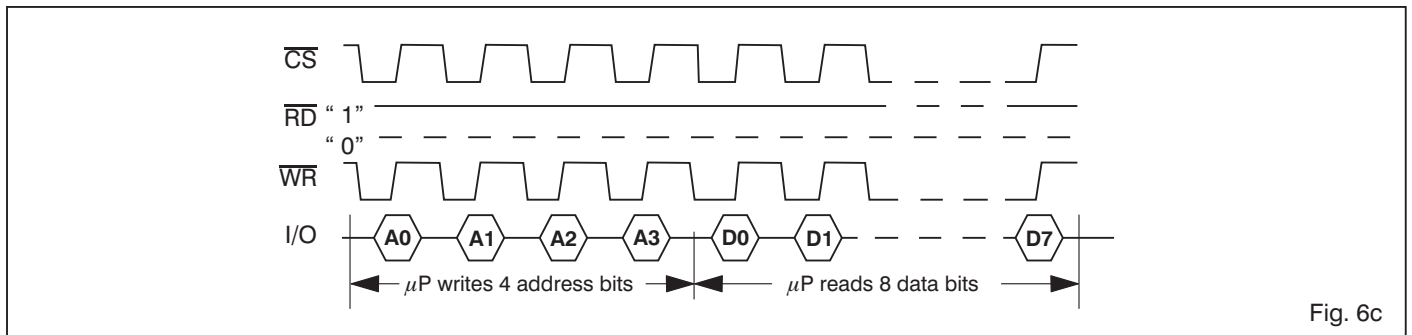 CS
RD “ 1”
“ 0”
WR
I/O A0 A1 A2 A3 D0 D1 D7
μP writes 4 address bits μP reads 8 data bits
Fig. 6c